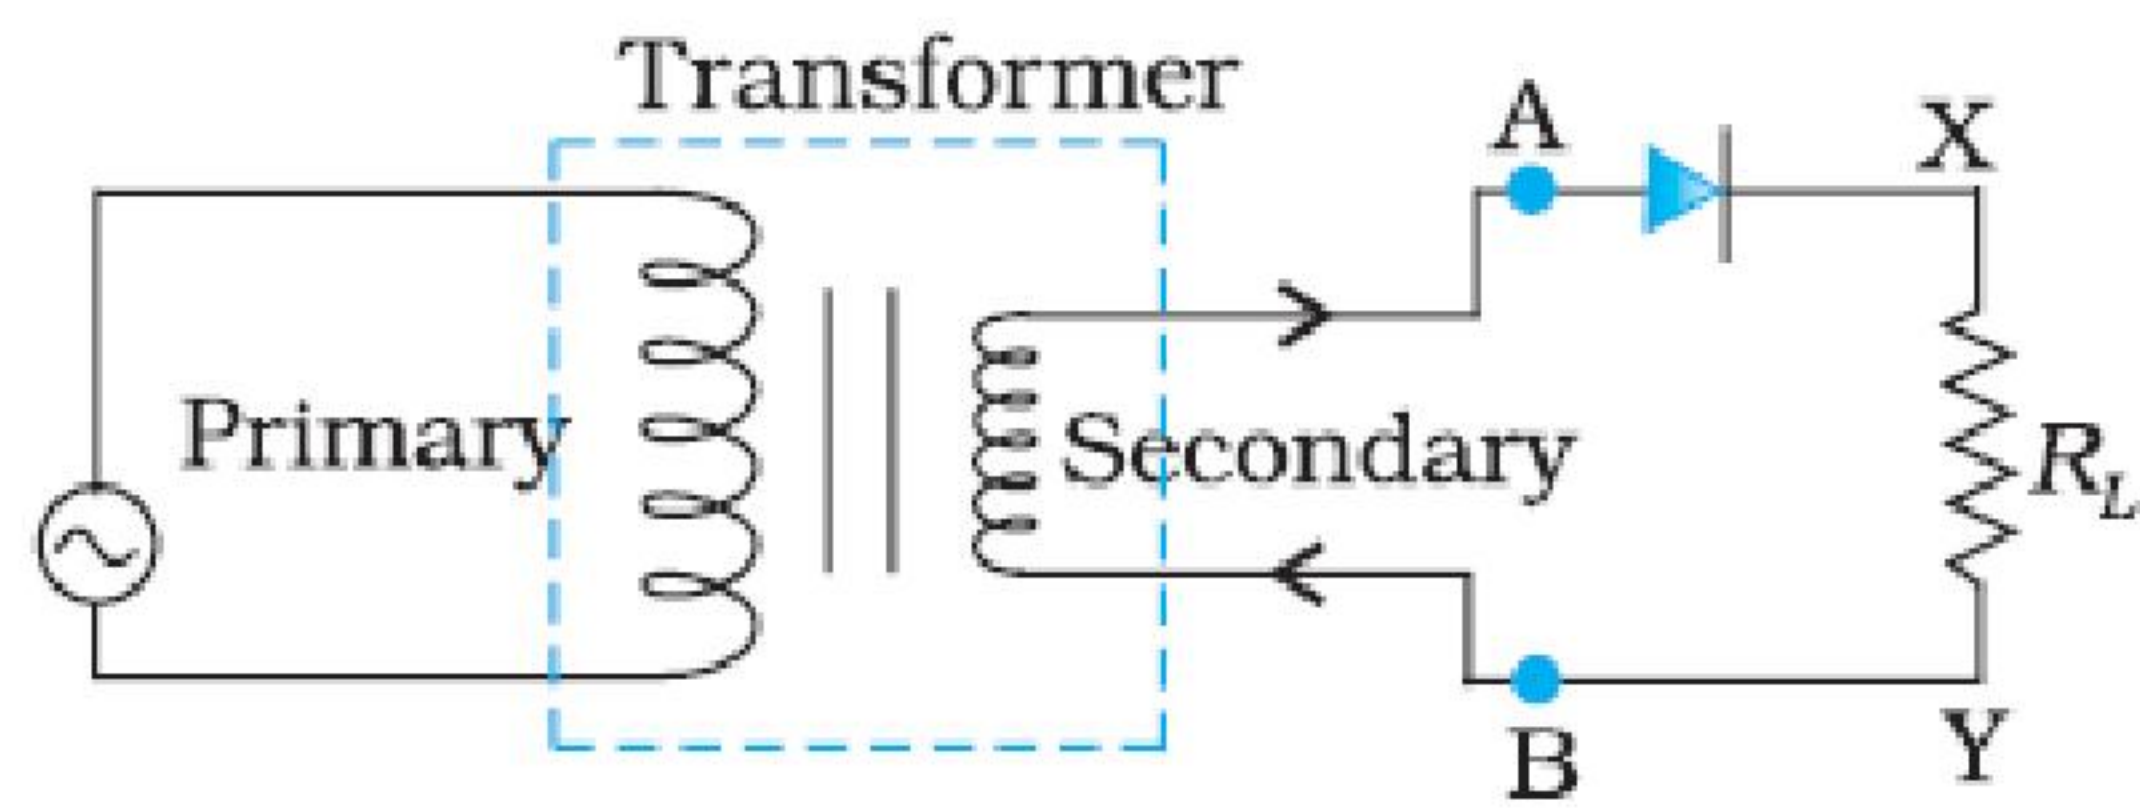 Transformer
A
X
Primary
Secondary
R_L
B
Y